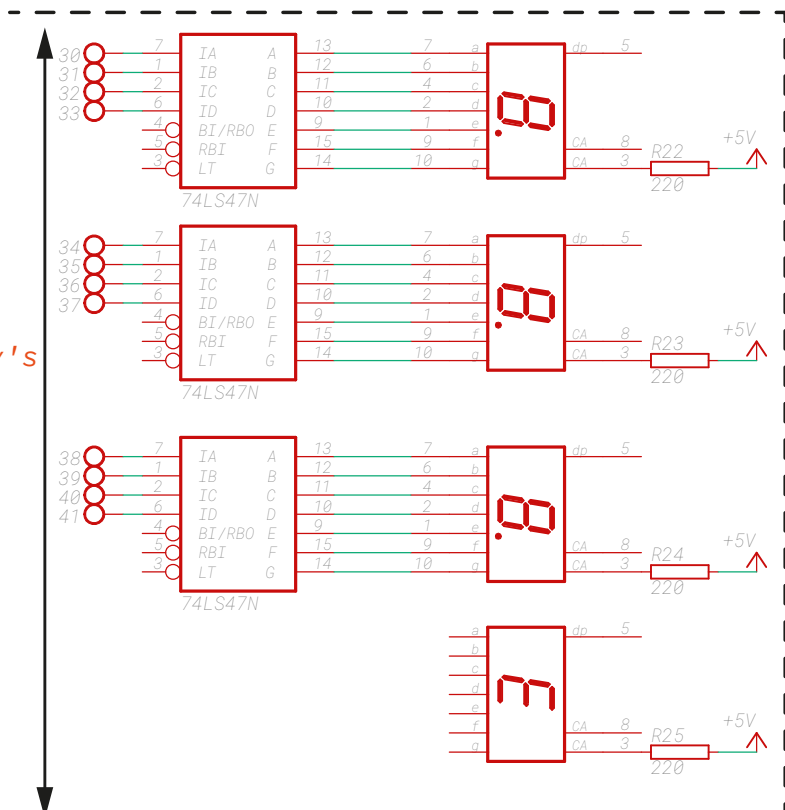 30 7 IA A 13 7 a dp 5
31 1 IB B 12 6 b
32 2 IC C 11 4 c
33 6 ID D 10 2 d
4 BI/RBO E 9 1 e
5 RBI F 15 9 f CA 8 R22 +5V
3 LT G 14 10 g CA 3
74LS47N 220
34 7 IA A 13 7 a dp 5
35 1 IB B 12 6 b
36 2 IC C 11 4 c
37 6 ID D 10 2 d
4 BI/RBO E 9 1 e
5 RBI F 15 9 f CA 8 R23 +5V
3 LT G 14 10 g CA 3
74LS47N 220
38 7 IA A 13 7 a dp 5
39 1 IB B 12 6 b
40 2 IC C 11 4 c
41 6 ID D 10 2 d
4 BI/RBO E 9 1 e
5 RBI F 15 9 f CA 8 R24 +5V
3 LT G 14 10 g CA 3
74LS47N 220
a dp 5
b
c
d
e
f CA 8 R25 +5V
g CA 3
220